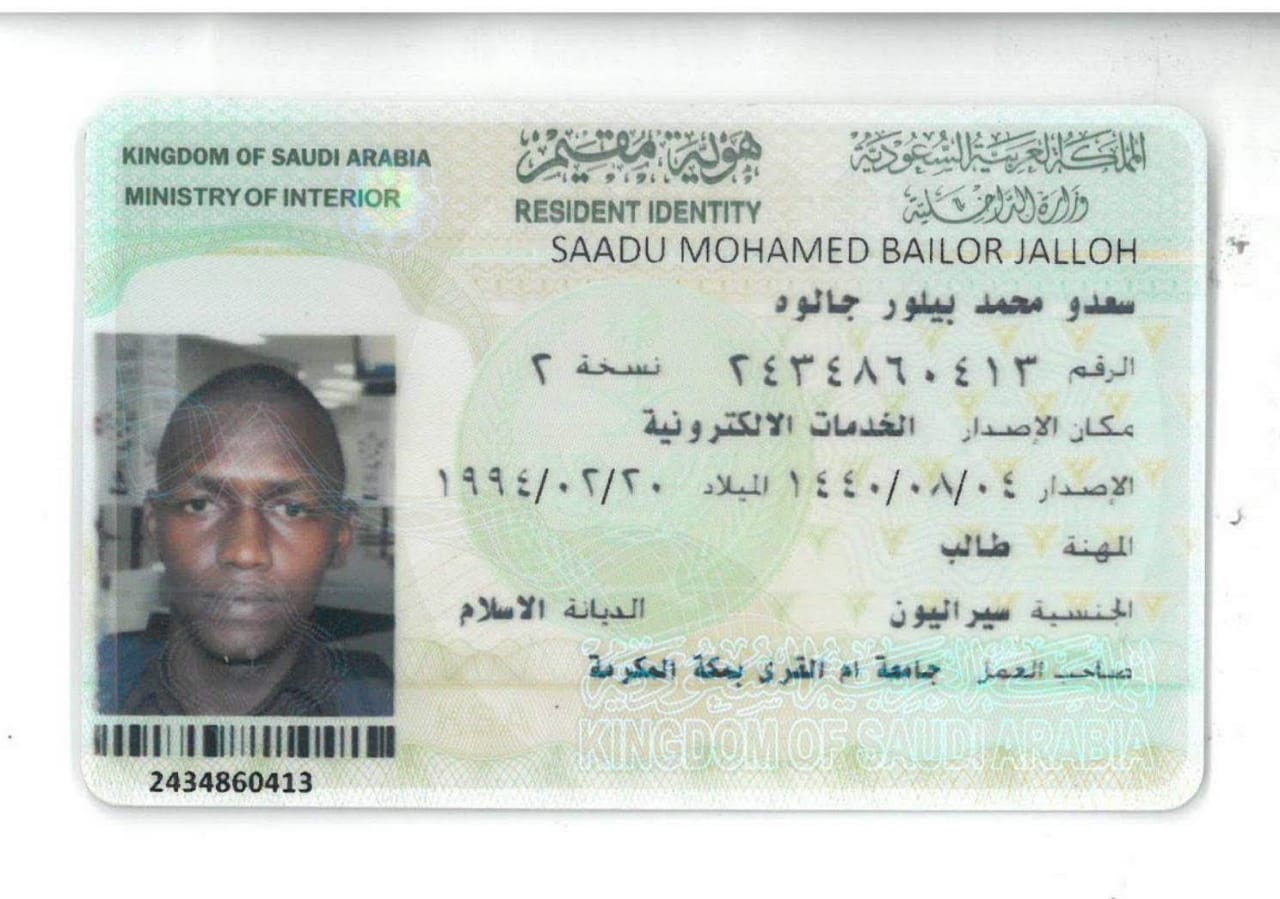 KINGDOM OF SAUDI ARABIA
MINISTRY OF INTERIOR
هوية مقيم
RESIDENT IDENTITY
المملكة العربية السعودية
وزارة الداخلية
SAADU MOHAMED BAILOR JALLOH
سعدو محمد بيلور جالوه
الرقم ٢٤٣٤٨٦٠٤١٣ نسخة ٢
مكان الإصدار الخدمات الالكترونية
الإصدار ١٤٤٠/٠٨/٠٤ الميلاد ١٩٩٤/٠٢/٢٠
المهنة طالب
الجنسية سيراليون الديانة الاسلام
صاحب العمل جامعة ام القرى بمكة المكرمة
المملكة العربية السعودية
KINGDOM OF SAUDI ARABIA
2434860413